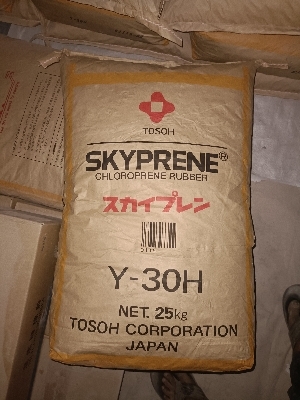 TOSOH
SKYPRENE®
CHLOROPRENE RUBBER
スカイプレン
Y-30H
NET. 25kg
TOSOH CORPORATION
JAPAN